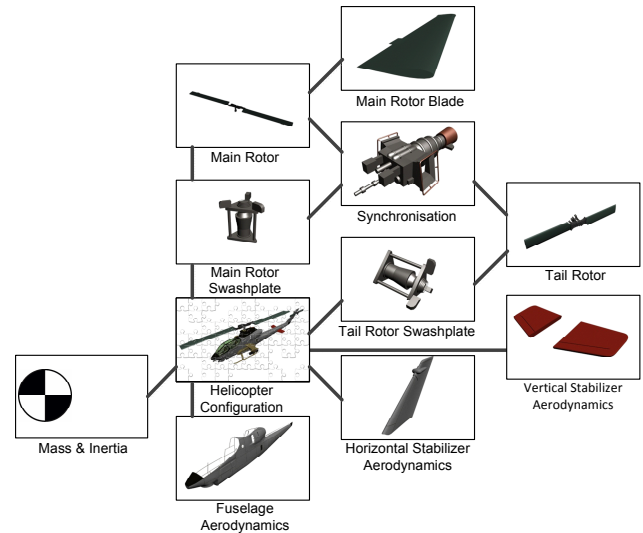 Main Rotor Blade
Main Rotor
Synchronisation
Main Rotor
Swashplate
Tail Rotor
Tail Rotor Swashplate
Helicopter
Configuration
Vertical Stabilizer
Aerodynamics
Mass & Inertia
Horizontal Stabilizer
Aerodynamics
Fuselage
Aerodynamics